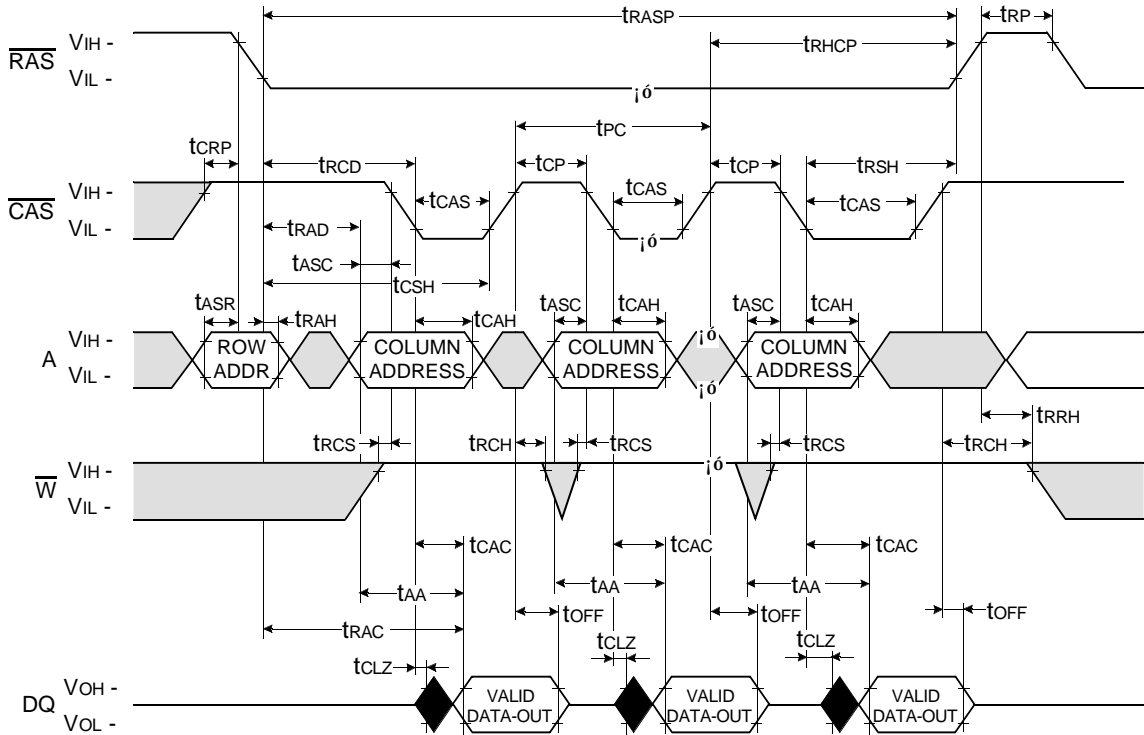 tRASP
tRP
tRHCP
RAS
VIH -
VIL -
¡ó
tCRP
tRCD
tPC
tCP
tCP
tRSH
CAS
VIH -
VIL -
tCAS
tCAS
tCAS
¡ó
tRAD
tASC
tCSH
tASR
tRAH
tCAH
tASC
tCAH
tASC
tCAH
A
VIH -
VIL -
ROW
ADDR
COLUMN
ADDRESS
COLUMN
ADDRESS
¡ó
¡ó
COLUMN
ADDRESS
tRRH
tRCS
tRCH
tRCS
tRCS
tRCH
W
VIH -
VIL -
¡ó
tCAC
tCAC
tCAC
tAA
tAA
tAA
tOFF
tOFF
tOFF
tRAC
tCLZ
tCLZ
tCLZ
DQ
VOH -
VOL -
VALID
DATA-OUT
VALID
DATA-OUT
VALID
DATA-OUT